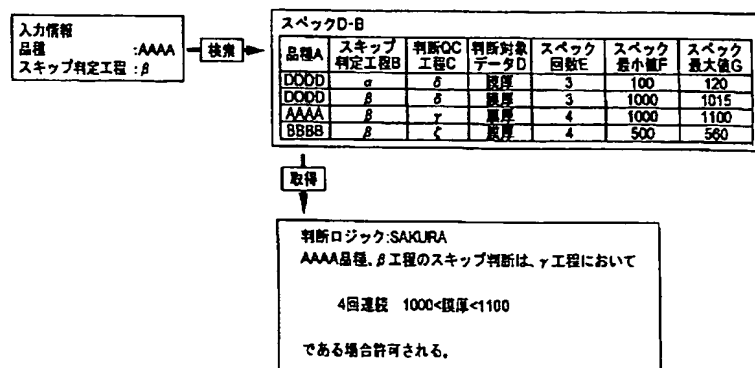 入力情報
品種 :AAAA
スキップ判定工程 :β
検索
スペックD-B
品種A スキップ判定工程B 判断QC工程C 判断対象データD スペック回数E スペック最小値F スペック最大値G
DDDD α δ 膜厚 3 100 120
DDDD β δ 膜厚 3 1000 1015
AAAA β γ 膜厚 4 1000 1100
BBBB β ζ 膜厚 4 500 560
取得
判断ロジック:SAKURA
AAAA品種、β工程のスキップ判断は、γ工程において
4回連続 1000<膜厚<1100
である場合許可される。